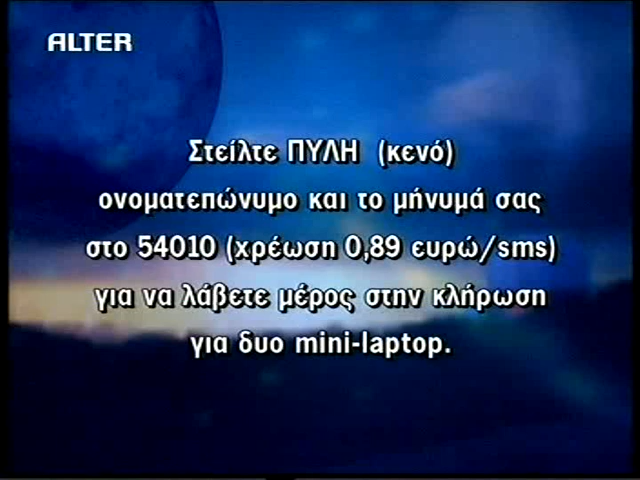 ALTER
Στείλτε ΠΥΛΗ (κενό)
ονοματεπώνυμο και το μήνυμά σας
στο 54010 (χρέωση 0,89 ευρώ/sms)
για να λάβετε μέρος στην κλήρωση
για δυο mini-laptop.